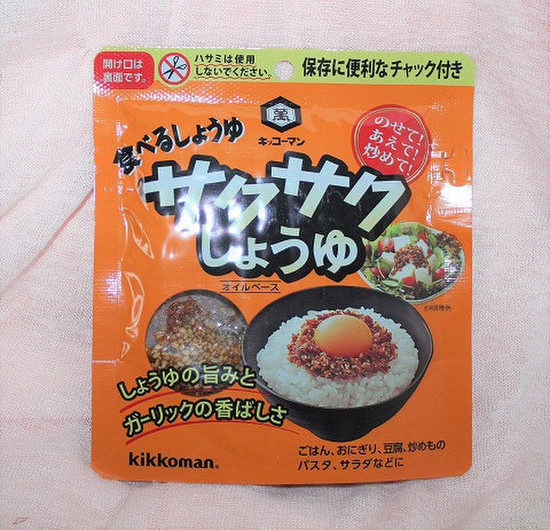 開け口は
裏面です。
ハサミは使用
しないでください。
保存に便利なチャック付き
萬
キッコーマン
食べるしょうゆ
のせて!
あえて!
炒めて!
サクサク
しょうゆ
オイルベース
しょうゆの旨みと
ガーリックの香ばしさ
ごはん、おにぎり、豆腐、炒めもの
パスタ、サラダなどに
kikkoman®